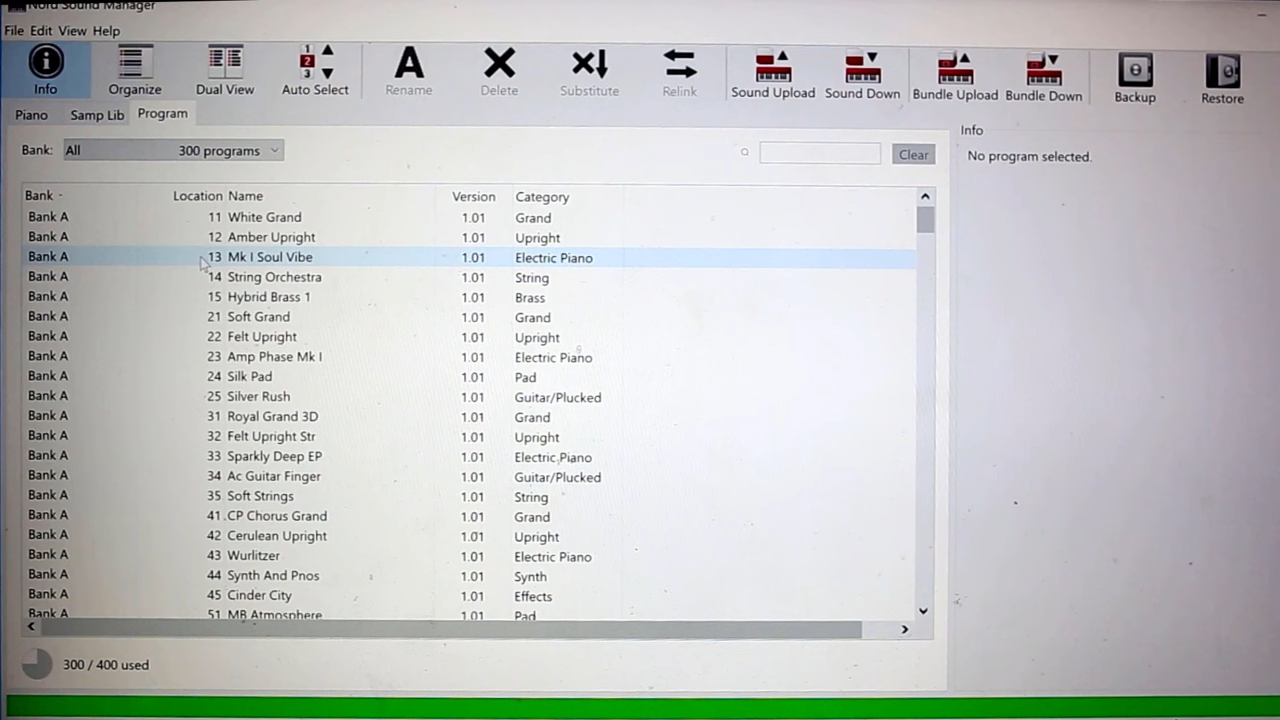 Nord Sound Manager
File Edit View Help
1
2
3
Info Organize Dual View Auto Select Rename Delete Substitute Relink Sound Upload Sound Down Bundle Upload Bundle Down Backup Restore
Piano Samp Lib Program
Bank: All 300 programs Clear
Info
No program selected.
Bank Location Name Version Category
Bank A 11 White Grand 1.01 Grand
Bank A 12 Amber Upright 1.01 Upright
Bank A 13 Mk I Soul Vibe 1.01 Electric Piano
Bank A 14 String Orchestra 1.01 String
Bank A 15 Hybrid Brass 1 1.01 Brass
Bank A 21 Soft Grand 1.01 Grand
Bank A 22 Felt Upright 1.01 Upright
Bank A 23 Amp Phase Mk I 1.01 Electric Piano
Bank A 24 Silk Pad 1.01 Pad
Bank A 25 Silver Rush 1.01 Guitar/Plucked
Bank A 31 Royal Grand 3D 1.01 Grand
Bank A 32 Felt Upright Str 1.01 Upright
Bank A 33 Sparkly Deep EP 1.01 Electric Piano
Bank A 34 Ac Guitar Finger 1.01 Guitar/Plucked
Bank A 35 Soft Strings 1.01 String
Bank A 41 CP Chorus Grand 1.01 Grand
Bank A 42 Cerulean Upright 1.01 Upright
Bank A 43 Wurlitzer 1.01 Electric Piano
Bank A 44 Synth And Pnos 1.01 Synth
Bank A 45 Cinder City 1.01 Effects
Bank A 51 MB Atmosphere 1.01 Pad
300 / 400 used